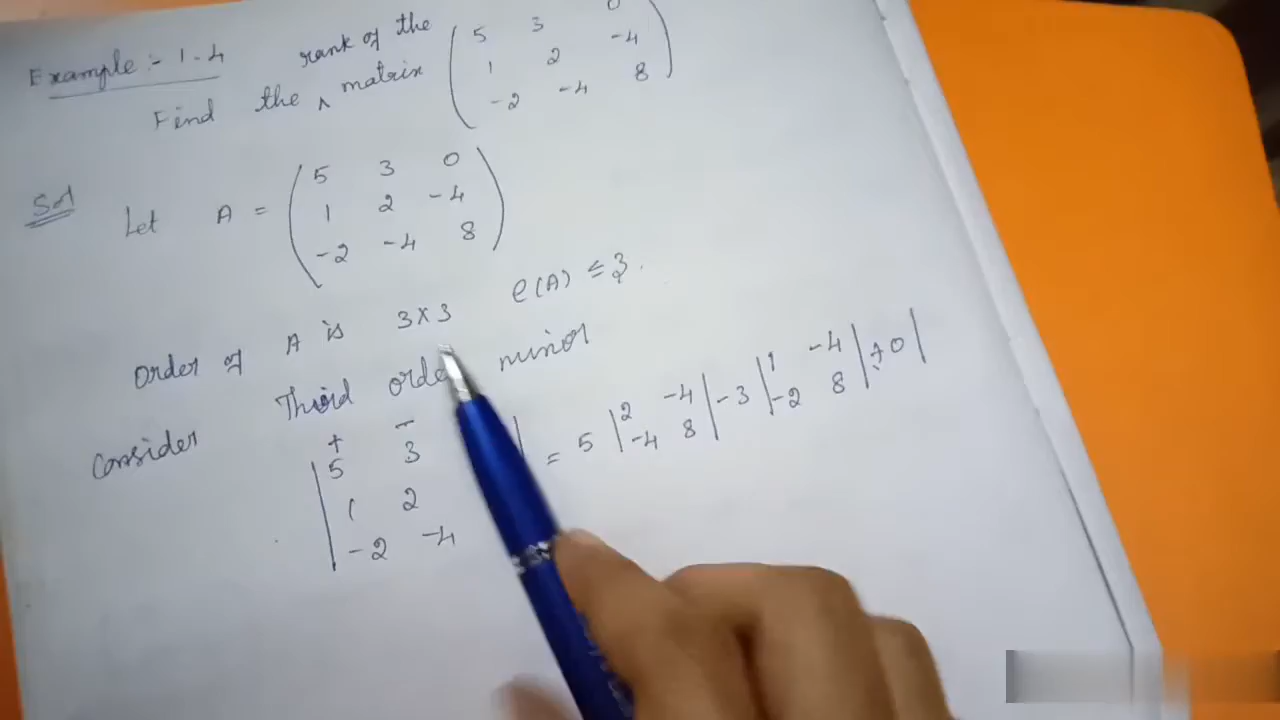 Example :- 1.4
Find the rank of the matrix ( 5 3 0
1 2 -4
-2 -4 8 )
Sol Let A = ( 5 3 0
1 2 -4
-2 -4 8 )
Order of A is 3×3 ρ(A) ≤ 3.
Consider Third order minor
+ -
| 5 3 | = 5 | 2 -4 | -3 | 1 -4 | +0 |
| -4 8 | | -2 8 |
1 2
-2 -4